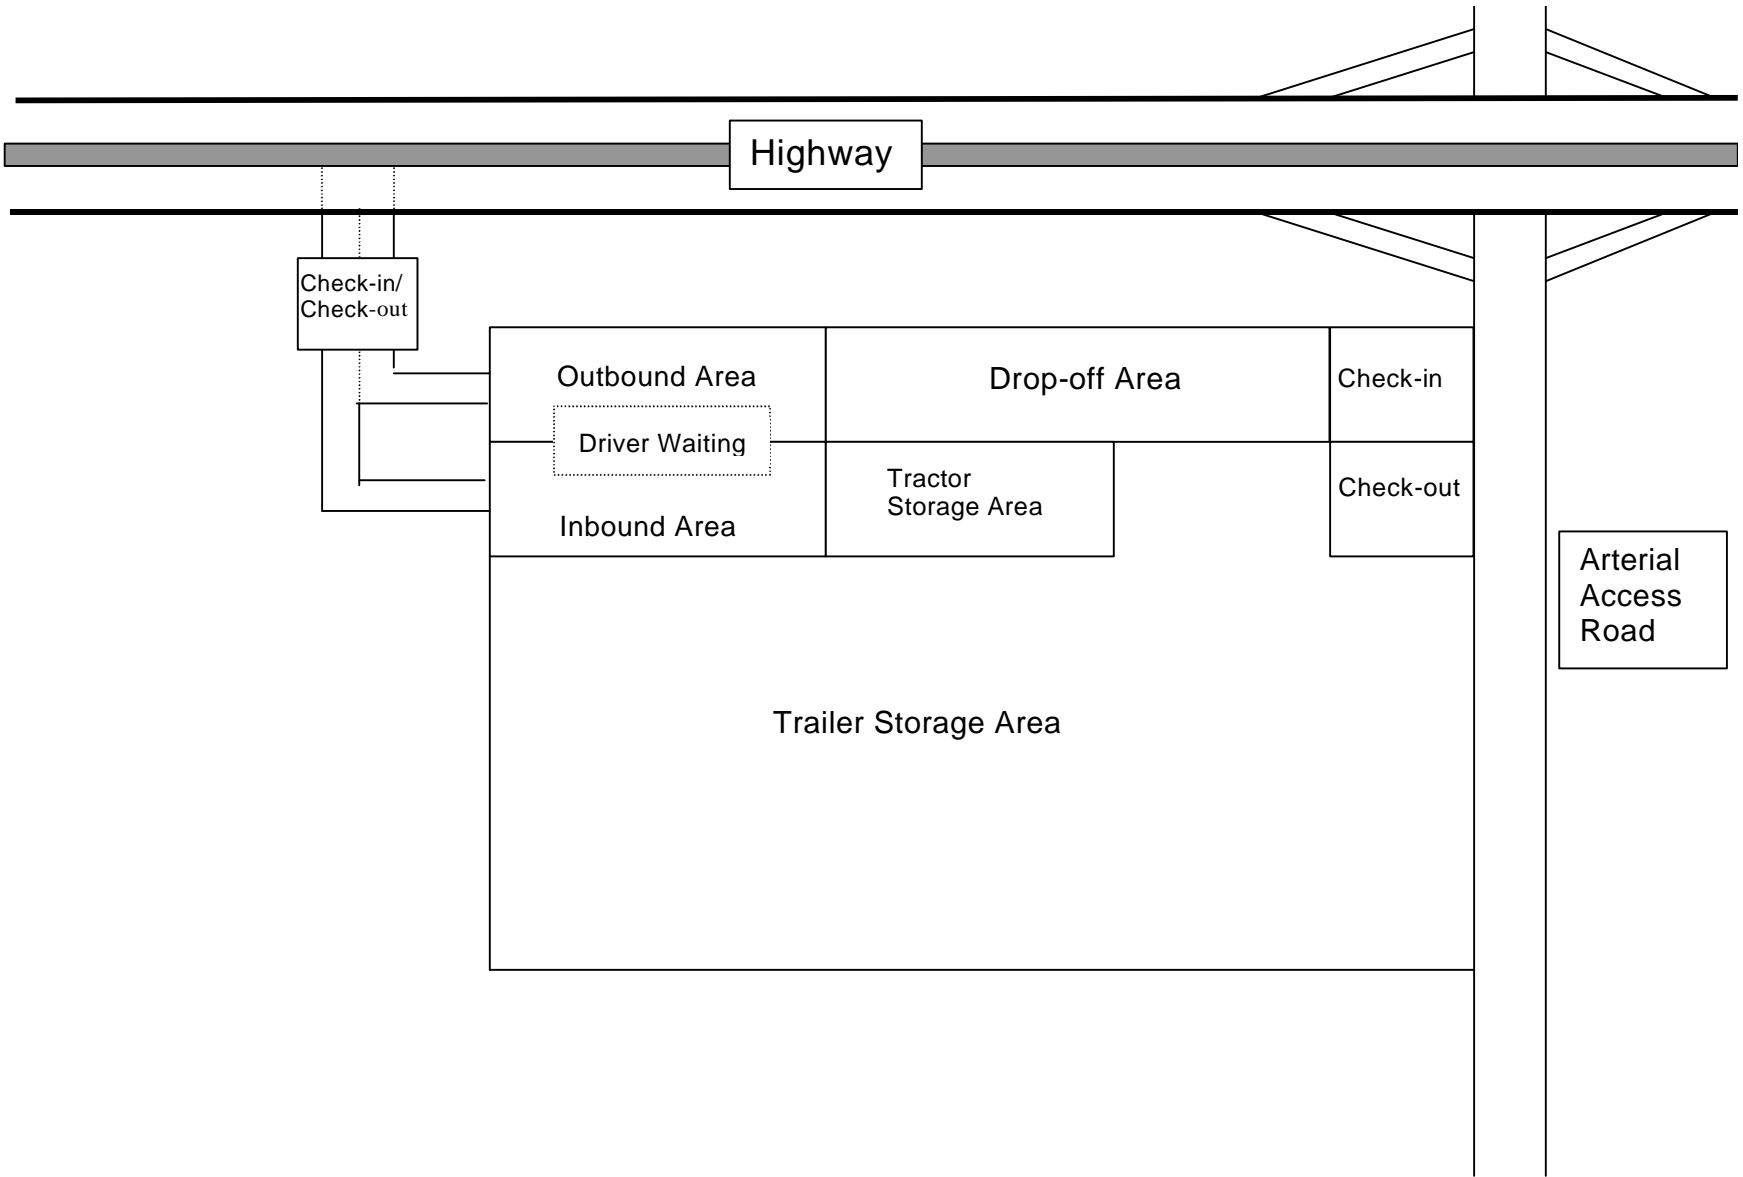 Highway
Check-in/
Check-out
Outbound Area
Drop-off Area
Check-in
Driver Waiting
Tractor
Storage Area
Check-out
Inbound Area
Arterial
Access
Road
Trailer Storage Area